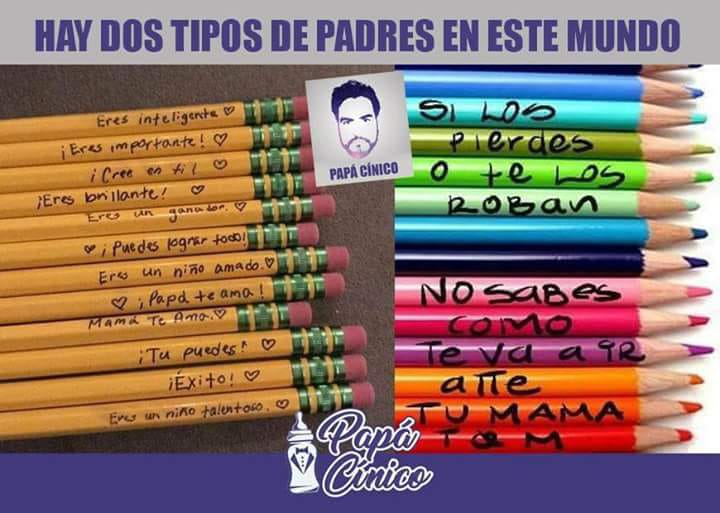 HAY DOS TIPOS DE PADRES EN ESTE MUNDO
Eres inteligente ♡
¡Eres importante! ♡
¡Cree en ti! ♡
¡Eres brillante! ♡
Eres un ganador. ♡
♥ ¡Puedes lograr todo!
Eres un niño amado. ♡
♡ ¡Papá te ama!
Mamá Te Ama. ♡
¡Tu puedes! ♡
¡Éxito! ♡
Eres un niño talentoso. ♡
PAPÁ CÍNICO
SI LOS
PIERDES
O te LOS
ROBAN
NO SABES
COMO
Te VA A IR
ATTE
TU MAMA
T Q M
Papá
Cínico